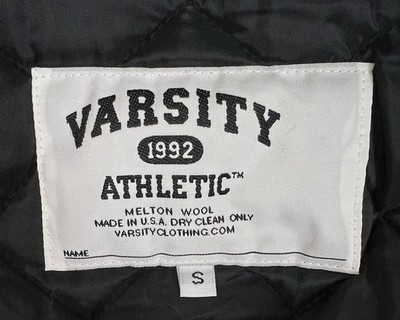 VARSITY
1992
ATHLETIC™
MELTON WOOL
MADE IN U.S.A. DRY CLEAN ONLY
VARSITYCLOTHING.COM
NAME
S